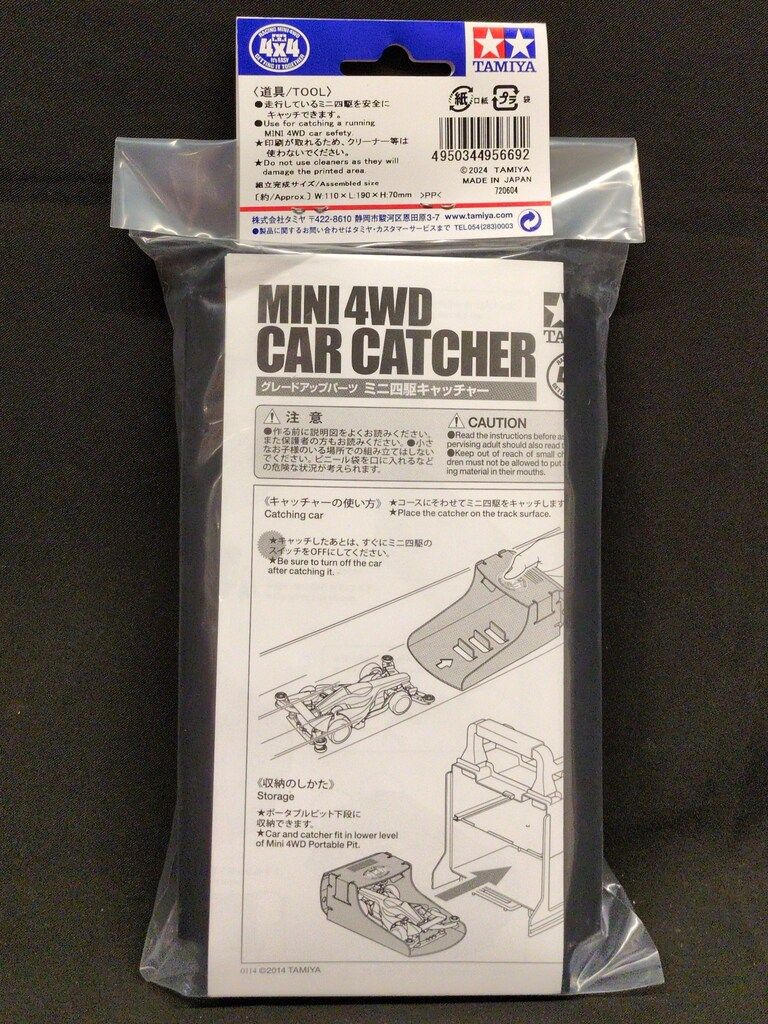 RACING MINI 4WD
4x4
It's EASY
GETTING IT TOGETHER
TAMIYA
〈道具/TOOL〉
●走行しているミニ四駆を安全に
キャッチできます。
●Use for catching a running
MINI 4WD car sefety.
★印刷が取れるため、クリーナー等は
使わないでください。
★Do not use cleaners as they will
damage the printed area.
組立完成サイズ/Assembled size
〔約/Approx.〕W:110×L:190×H:70mm >PP<
紙 口紙 プラ 袋
4950344956692
©2024 TAMIYA
MADE IN JAPAN
720604
株式会社タミヤ 〒422-8610 静岡市駿河区恩田原3-7 www.tamiya.com
●製品に関するお問い合わせはタミヤ・カスタマーサービスまで TEL054(283)0003
MINI 4WD
CAR CATCHER
TA
グレードアップパーツ ミニ四駆キャッチャー
注意
●作る前に説明図をよくお読みください。
また保護者の方もお読みください。●小さ
なお子様のいる場所での組み立てはしない
でください。ビニール袋を口に入れるなど
の危険な状況が考えられます。
CAUTION
●Read the instructions before as
pervising adult should also read t
●Keep out of reach of small ch
dren must not be allowed to put
ing material in their mouths.
《キャッチャーの使い方》
Catching car
★コースにそわせてミニ四駆をキャッチします
★Place the catcher on the track surface.
★キャッチしたあとは、すぐにミニ四駆の
スイッチをOFFにしてください。
★Be sure to turn off the car
after catching it.
《収納のしかた》
Storage
★ポータブルピット下段に
収納できます。
★Car and catcher fit in lower level
of Mini 4WD Portable Pit.
0114 ©2014 TAMIYA